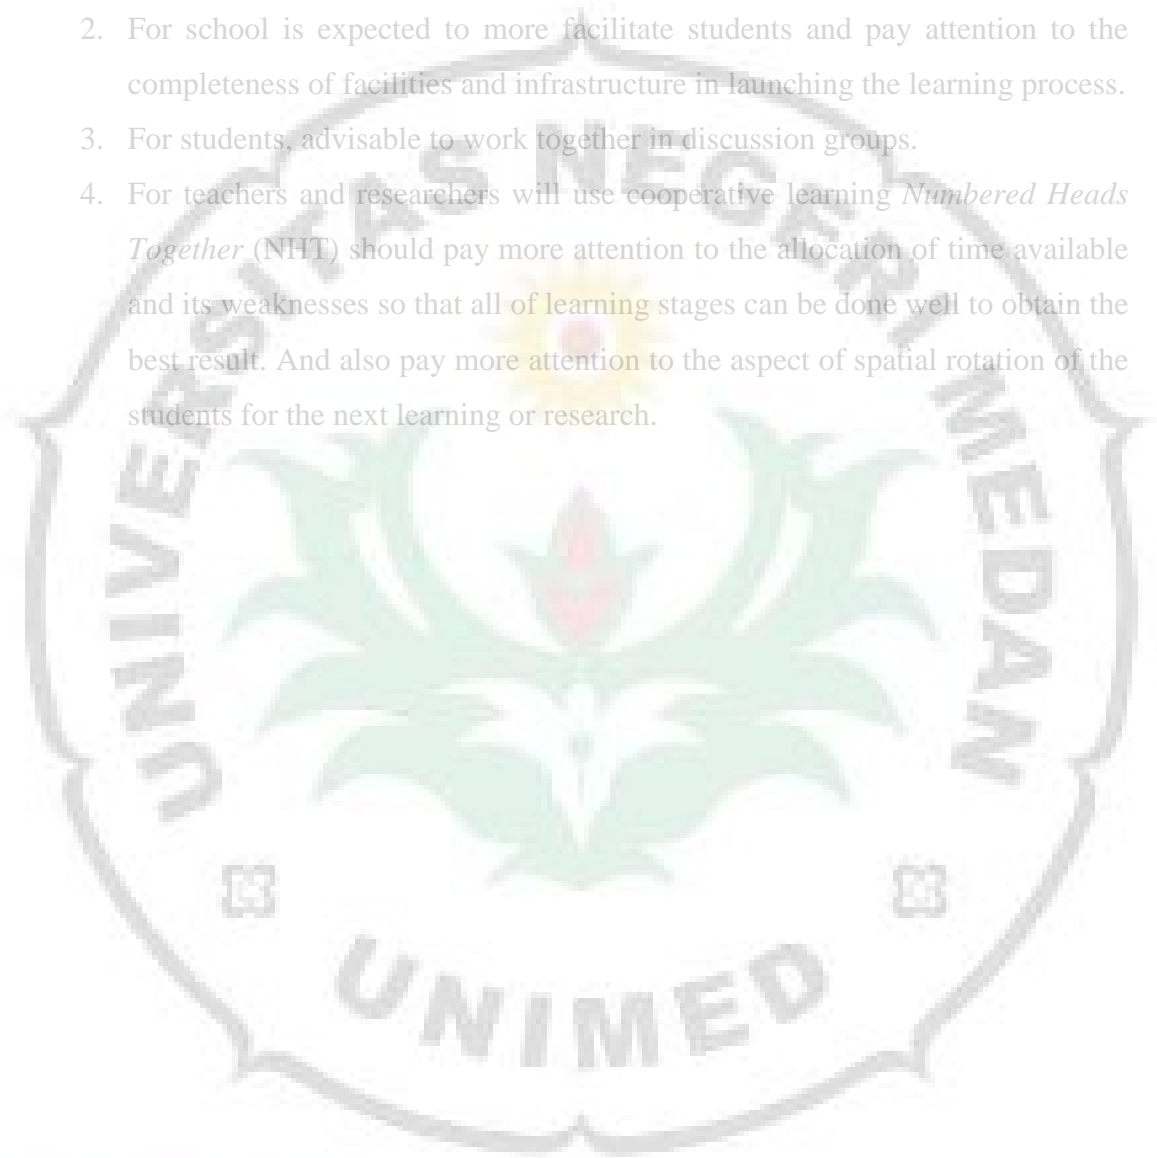 2. For school is expected to more facilitate students and pay attention to the
completeness of facilities and infrastructure in launching the learning process.
3. For students, advisable to work together in discussion groups.
4. For teachers and researchers will use cooperative learning Numbered Heads
Together (NHT) should pay more attention to the allocation of time available
and its weaknesses so that all of learning stages can be done well to obtain the
best result. And also pay more attention to the aspect of spatial rotation of the
students for the next learning or research.
UNIVERSITAS NEGERI MEDAN
UNIMED